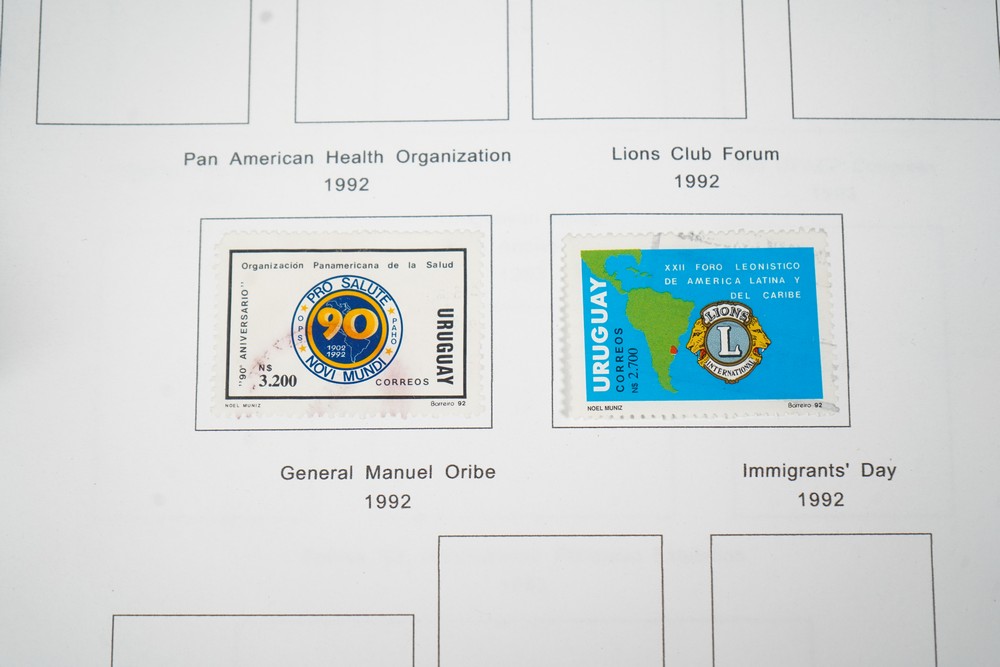 Pan American Health Organization
1992
Lions Club Forum
1992
Organización Panamericana de la Salud
"90' ANIVERSARIO"
PRO SALUTE
OPS
90
PAHO
1902
1992
NOVI MUNDI
URUGUAY
N$
3.200
CORREOS
NOEL MUNIZ
Barreiro 92
XXII FORO LEONISTICO
DE AMERICA LATINA Y
DEL CARIBE
URUGUAY
CORREOS
N$ 2.700
LIONS
L
INTERNATIONAL
NOEL MUNIZ
Barreiro 92
General Manuel Oribe
1992
Immigrants' Day
1992